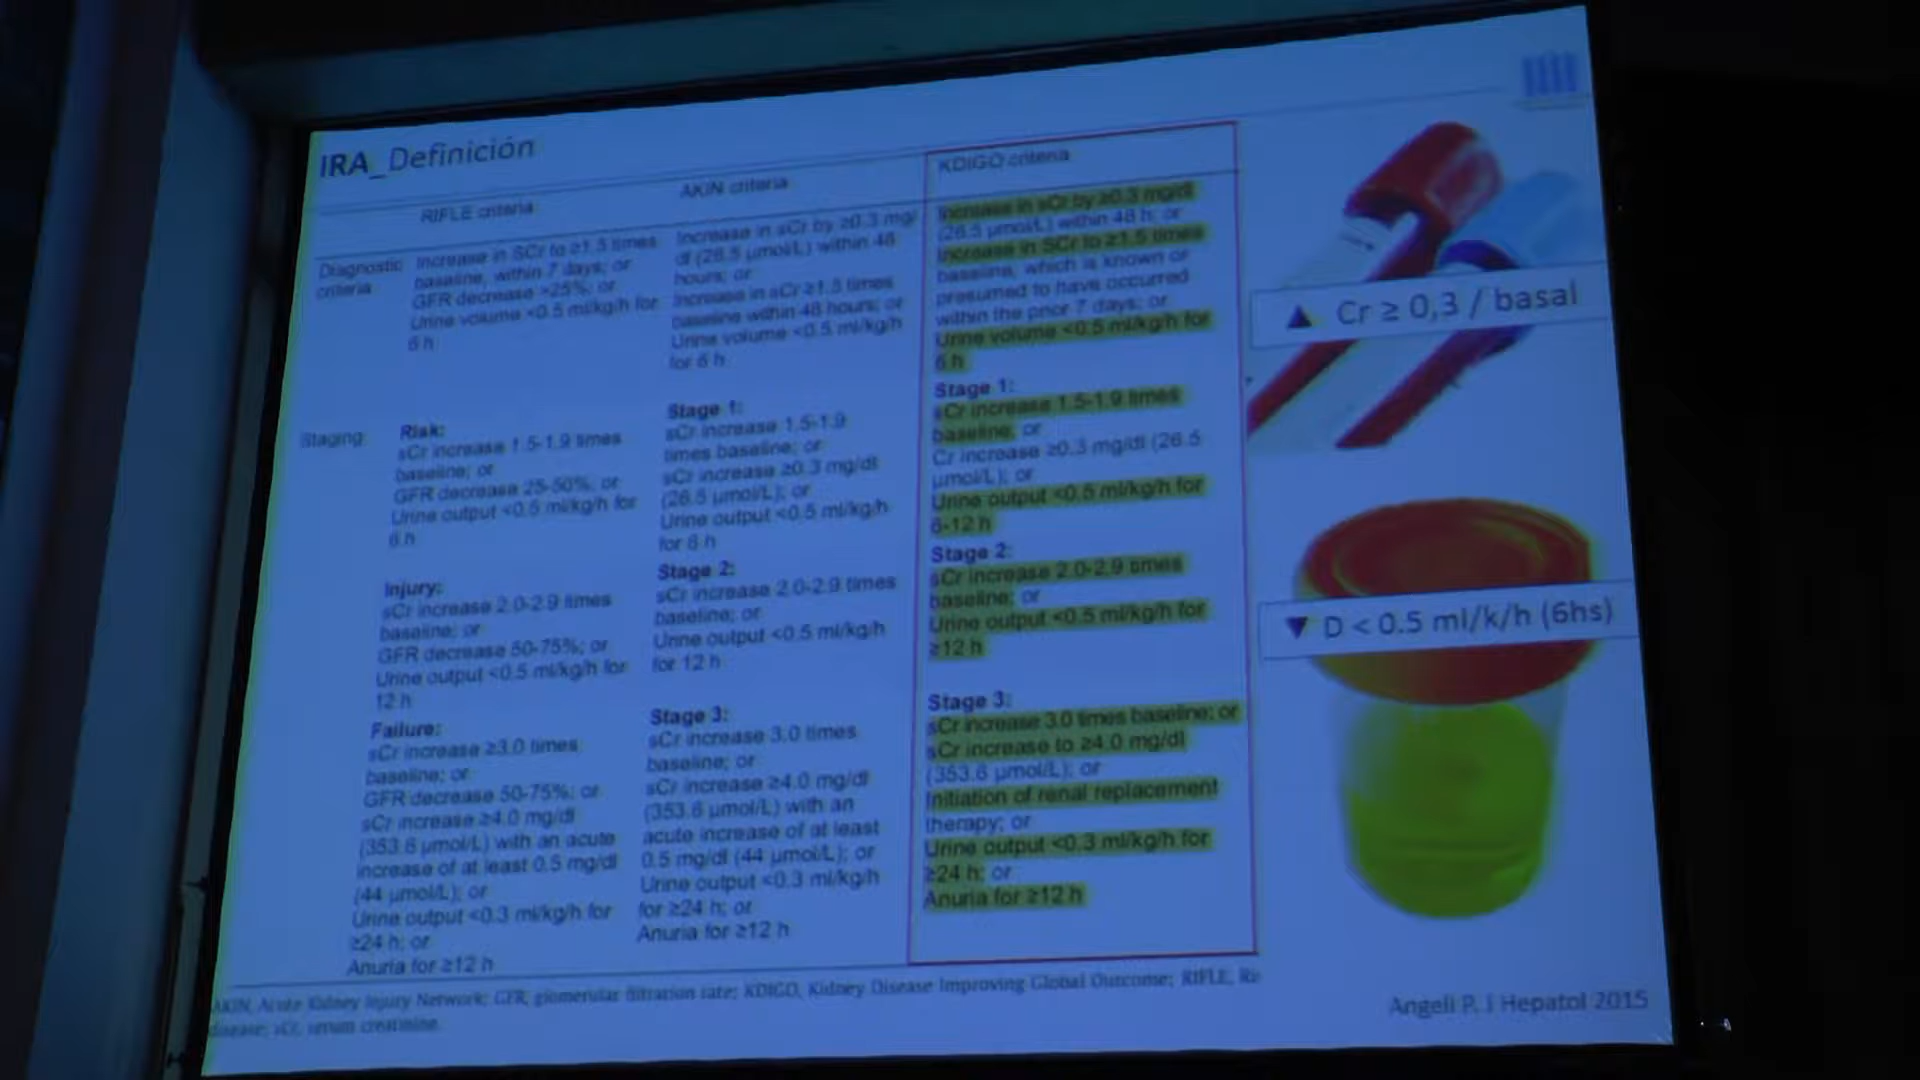 IRA_Definición
RIFLE criteria
AKIN criteria
KDIGO criteria
Diagnostic
criteria
Increase in SCr to ≥1.5 times
baseline, within 7 days; or
GFR decrease >25%; or
Urine volume <0.5 ml/kg/h for
6 h
Increase in sCr by ≥0.3 mg/
dl (26.5 µmol/L) within 48
hours; or
Increase in sCr ≥1.5 times
baseline within 48 hours; or
Urine volume <0.5 ml/kg/h
for 6 h
Increase in sCr by ≥0.3 mg/dl
(26.5 µmol/L) within 48 h; or
Increase in SCr to ≥1.5 times
baseline, which is known or
presumed to have occurred
within the prior 7 days; or
Urine volume <0.5 ml/kg/h for
6 h
Staging
Risk:
sCr increase 1.5-1.9 times
baseline; or
GFR decrease 25-50%; or
Urine output <0.5 ml/kg/h for
6 h
Injury:
sCr increase 2.0-2.9 times
baseline; or
GFR decrease 50-75%; or
Urine output <0.5 ml/kg/h for
12 h
Failure:
sCr increase ≥3.0 times
baseline; or
GFR decrease 50-75%; or
sCr increase ≥4.0 mg/dl
(353.6 µmol/L) with an acute
increase of at least 0.5 mg/dl
(44 µmol/L); or
Urine output <0.3 ml/kg/h for
≥24 h; or
Anuria for ≥12 h
Stage 1:
sCr increase 1.5-1.9
times baseline; or
sCr increase ≥0.3 mg/dl
(26.5 µmol/L); or
Urine output <0.5 ml/kg/h
for 6 h
Stage 2:
sCr increase 2.0-2.9 times
baseline; or
Urine output <0.5 ml/kg/h
for 12 h
Stage 3:
sCr increase 3.0 times
baseline; or
sCr increase ≥4.0 mg/dl
(353.6 µmol/L) with an
acute increase of at least
0.5 mg/dl (44 µmol/L); or
Urine output <0.3 ml/kg/h
for ≥24 h; or
Anuria for ≥12 h
Stage 1:
sCr increase 1.5-1.9 times
baseline; or
Cr increase ≥0.3 mg/dl (26.5
µmol/L); or
Urine output <0.5 ml/kg/h for
6-12 h
Stage 2:
sCr increase 2.0-2.9 times
baseline; or
Urine output <0.5 ml/kg/h for
≥12 h
Stage 3:
sCr increase 3.0 times baseline; or
sCr increase to ≥4.0 mg/dl
(353.6 µmol/L); or
Initiation of renal replacement
therapy; or
Urine output <0.3 ml/kg/h for
≥24 h; or
Anuria for ≥12 h
▲ Cr ≥ 0,3 / basal
▼ D < 0.5 ml/k/h (6hs)
AKIN, Acute Kidney Injury Network; GFR, glomerular filtration rate; KDIGO, Kidney Disease Improving Global Outcome; RIFLE, Ri
disease; sCr, serum creatinine.
Angeli P. J Hepatol 2015